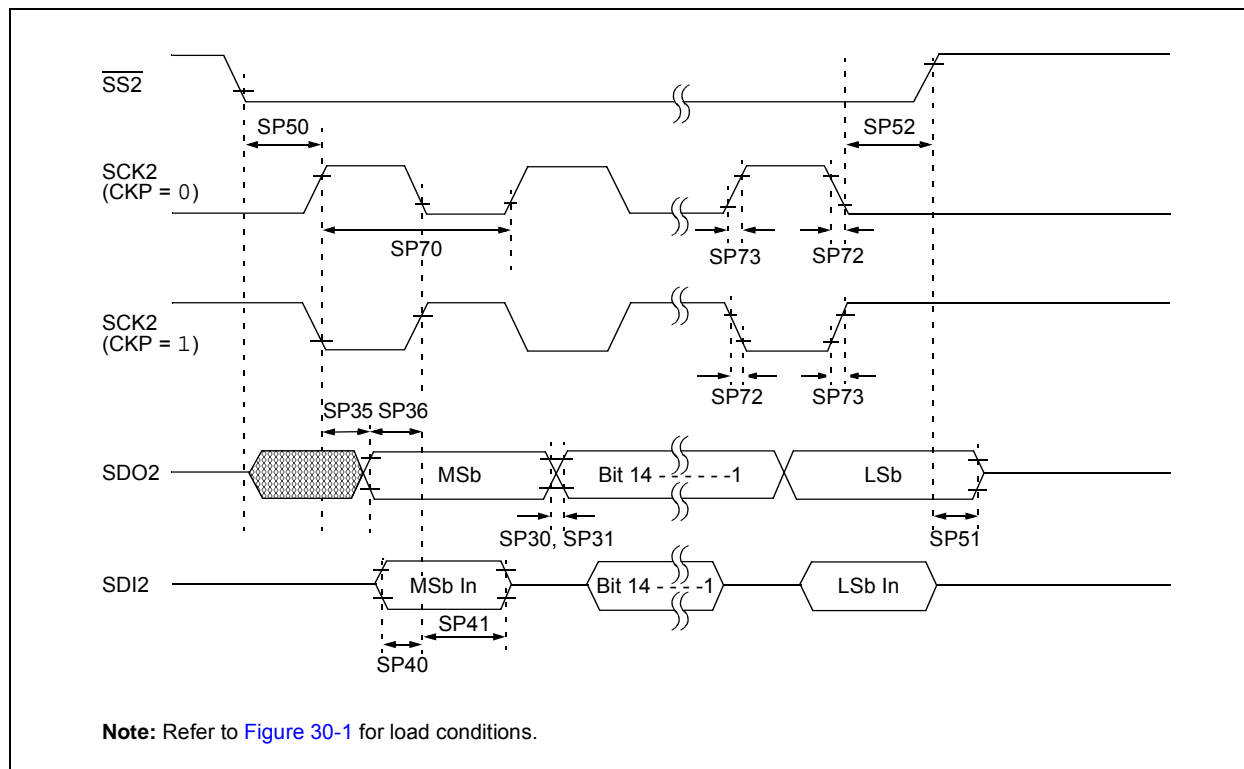 SS2
SP50
SP52
SCK2
(CKP = 0)
SP70
SP73
SP72
SCK2
(CKP = 1)
SP72
SP73
SP35
SP36
SDO2
MSb
Bit 14 - - - - - -1
LSb
SP30, SP31
SP51
SDI2
MSb In
Bit 14 - - - - -1
LSb In
SP41
SP40
Note: Refer to Figure 30-1 for load conditions.